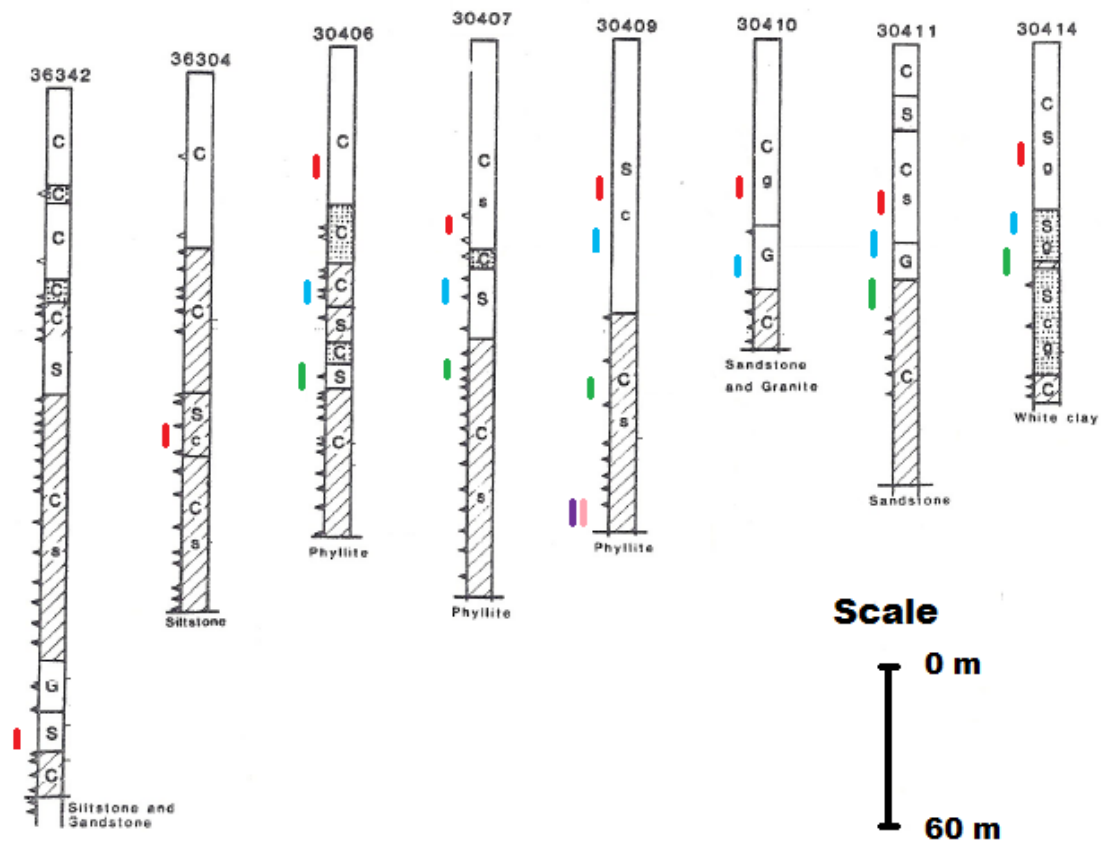 36342
C
C
C
C
C
S
C
s
G
S
C
Siltstone and
Sandstone
36304
C
C
S
c
C
s
Siltstone
30406
C
C
C
S
C
S
C
Phyllite
30407
C
s
C
S
C
s
Phyllite
30409
S
c
C
s
Phyllite
30410
C
g
G
C
Sandstone
and Granite
30411
C
S
C
s
G
C
Sandstone
30414
C
S
g
S
g
S
c
g
C
White clay
Scale
0 m
60 m